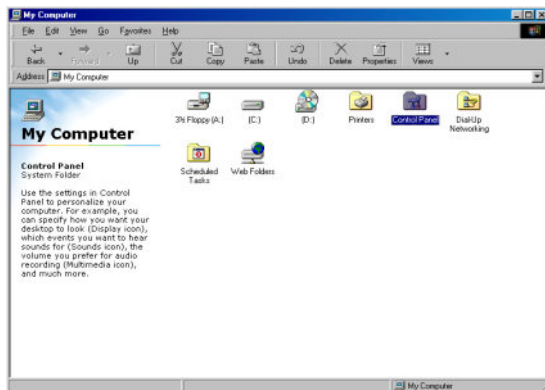 My Computer
File Edit View Go Favorites Help
Back Forward Up Cut Copy Paste Undo Delete Properties Views
Address My Computer
3½ Floppy (A:) (C:) (D:) Printers Control Panel Dial-Up
Networking
My Computer
Scheduled Web Folders
Tasks
Control Panel
System Folder
Use the settings in Control
Panel to personalize your
computer. For example, you
can specify how you want your
desktop to look (Display icon),
which events you want to hear
sounds for (Sounds icon), the
volume you prefer for audio
recording (Multimedia icon),
and much more.
My Computer